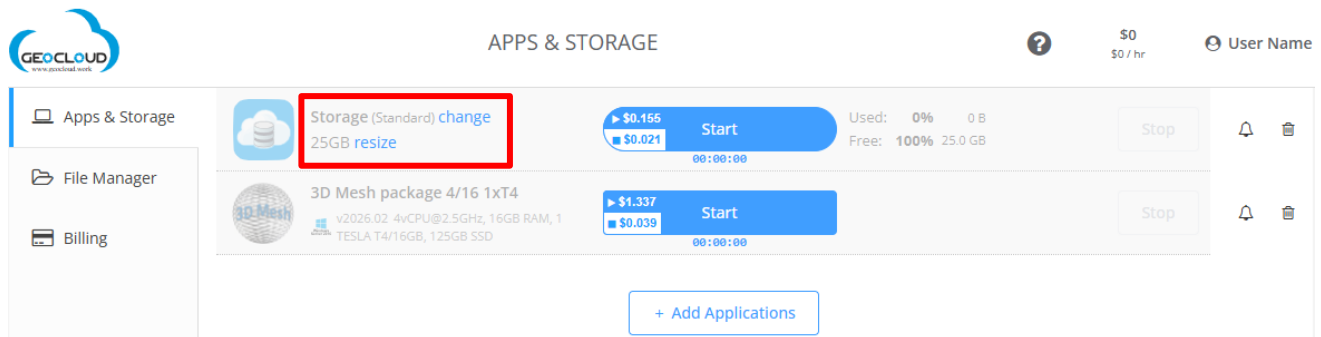 GEOCLOUD
www.geocloud.work
APPS & STORAGE
?
$0
$0 / hr
User Name
Apps & Storage
File Manager
Billing
Storage (Standard) change
25GB resize
$0.155
$0.021
Start
00:00:00
Used: 0% 0 B
Free: 100% 25.0 GB
Stop
3D Mesh
3D Mesh package 4/16 1xT4
v2026.02 4vCPU@2.5GHz, 16GB RAM, 1
TESLA T4/16GB, 125GB SSD
$1.337
$0.039
Start
00:00:00
Stop
+ Add Applications